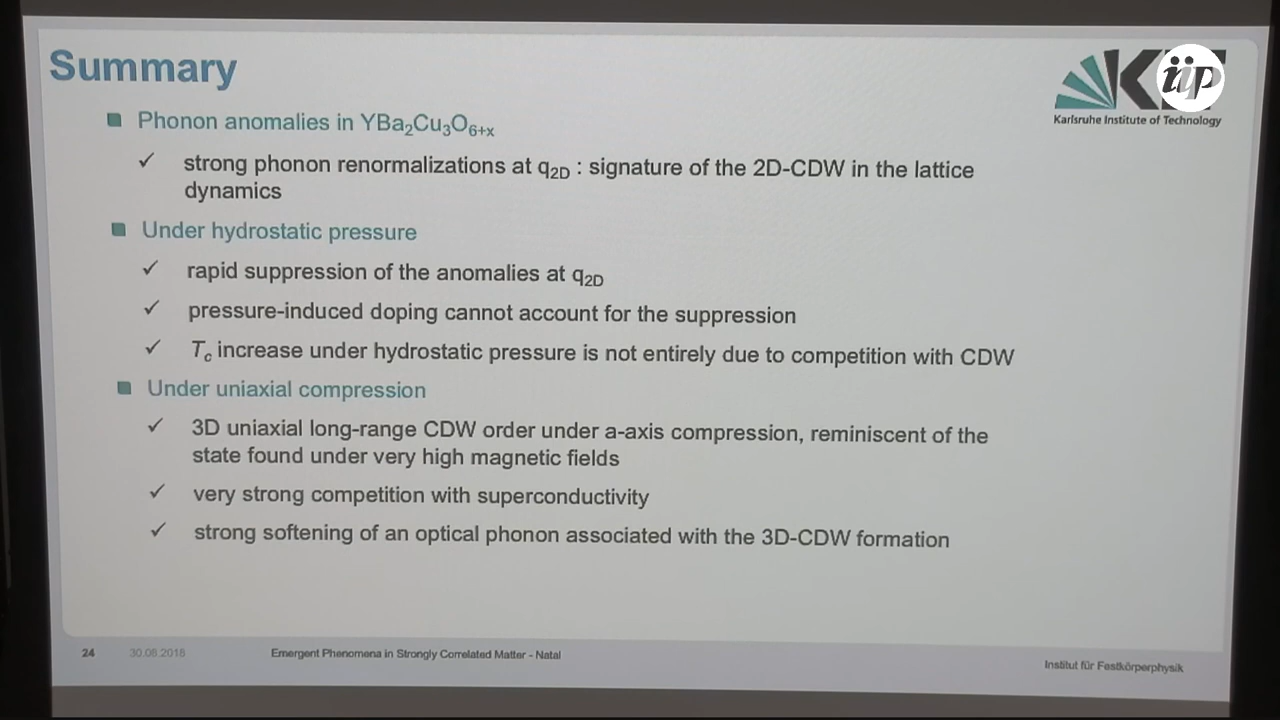 Summary
Phonon anomalies in YBa₂Cu₃O₆₊ₓ
✓ strong phonon renormalizations at q2D : signature of the 2D-CDW in the lattice
dynamics
Under hydrostatic pressure
✓ rapid suppression of the anomalies at q2D
✓ pressure-induced doping cannot account for the suppression
✓ Tc increase under hydrostatic pressure is not entirely due to competition with CDW
Under uniaxial compression
✓ 3D uniaxial long-range CDW order under a-axis compression, reminiscent of the
state found under very high magnetic fields
✓ very strong competition with superconductivity
✓ strong softening of an optical phonon associated with the 3D-CDW formation
iip
Karlsruhe Institute of Technology
24 30.08.2018 Emergent Phenomena in Strongly Correlated Matter - Natal
Institut für Festkörperphysik